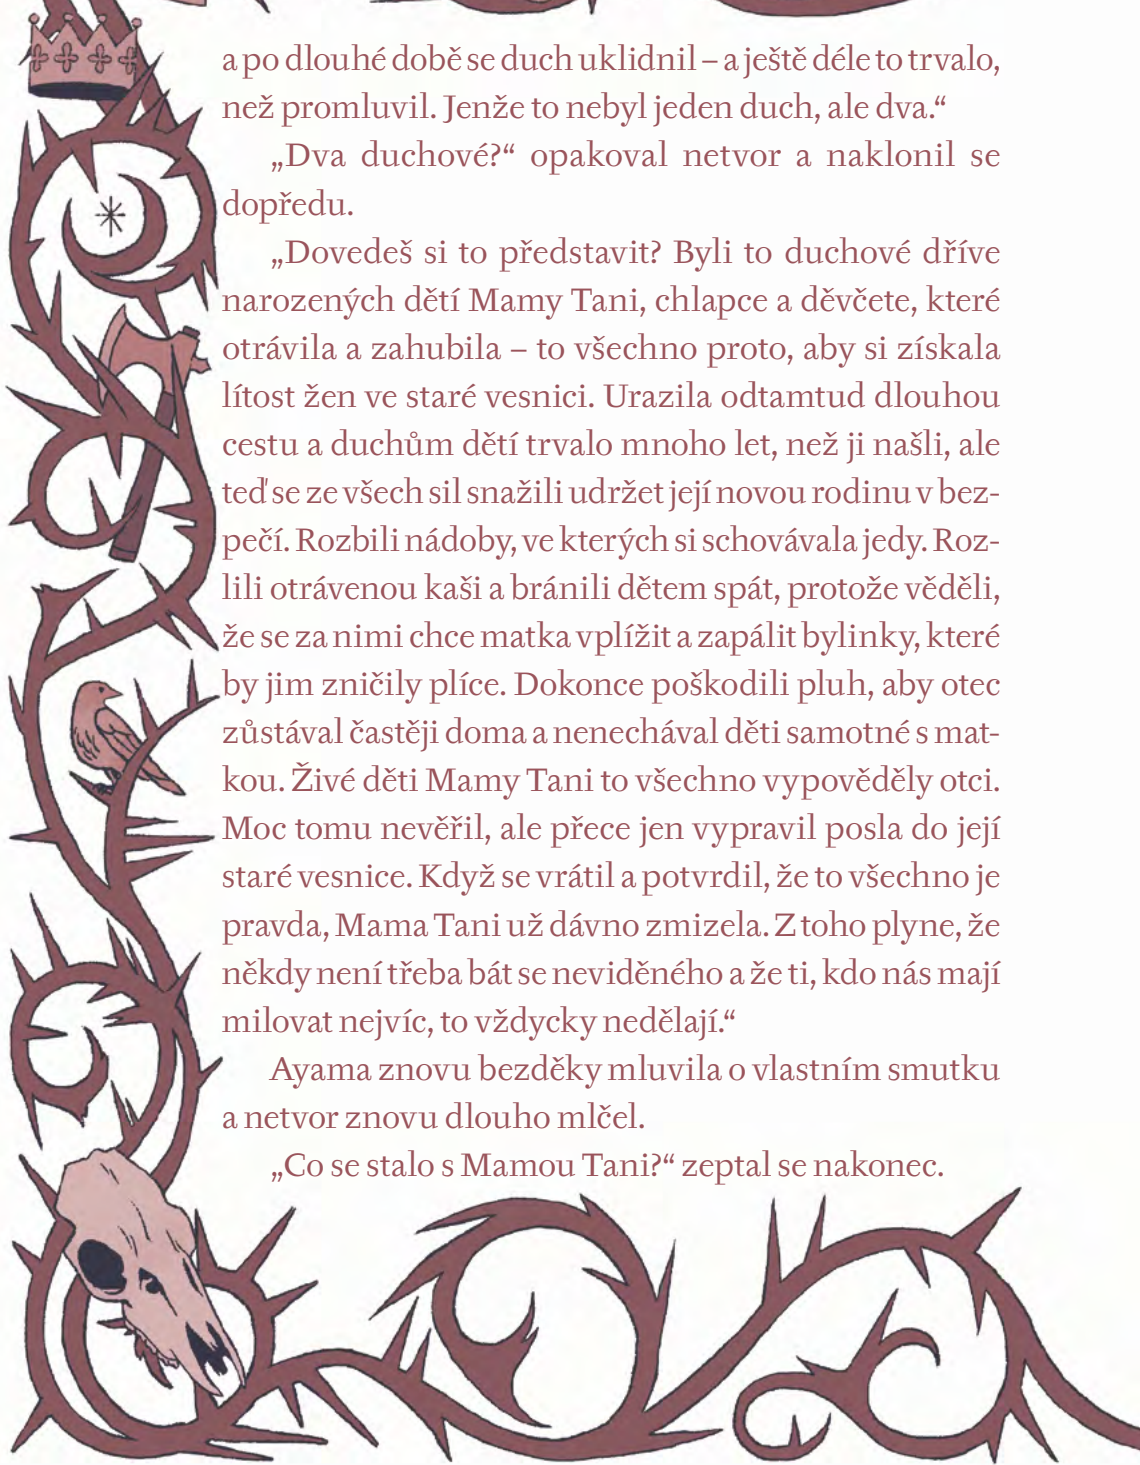 a po dlouhé době se duch uklidnil – a ještě déle to trvalo,
než promluvil. Jenže to nebyl jeden duch, ale dva.“
„Dva duchové?“ opakoval netvor a naklonil se
dopředu.
„Dovedeš si to představit? Byli to duchové dříve
narozených dětí Mamy Tani, chlapce a děvčete, které
otrávila a zahubila – to všechno proto, aby si získala
lítost žen ve staré vesnici. Urazila odtamtud dlouhou
cestu a duchům dětí trvalo mnoho let, než ji našli, ale
teď se ze všech sil snažili udržet její novou rodinu v bez-
pečí. Rozbili nádoby, ve kterých si schovávala jedy. Roz-
lili otrávenou kaši a bránili dětem spát, protože věděli,
že se za nimi chce matka vplížit a zapálit bylinky, které
by jim zničily plíce. Dokonce poškodili pluh, aby otec
zůstával častěji doma a nenechával děti samotné s mat-
kou. Živé děti Mamy Tani to všechno vypověděly otci.
Moc tomu nevěřil, ale přece jen vypravil posla do její
staré vesnice. Když se vrátil a potvrdil, že to všechno je
pravda, Mama Tani už dávno zmizela. Z toho plyne, že
někdy není třeba bát se neviděného a že ti, kdo nás mají
milovat nejvíc, to vždycky nedělají.“
Ayama znovu bezděky mluvila o vlastním smutku
a netvor znovu dlouho mlčel.
„Co se stalo s Mamou Tani?“ zeptal se nakonec.